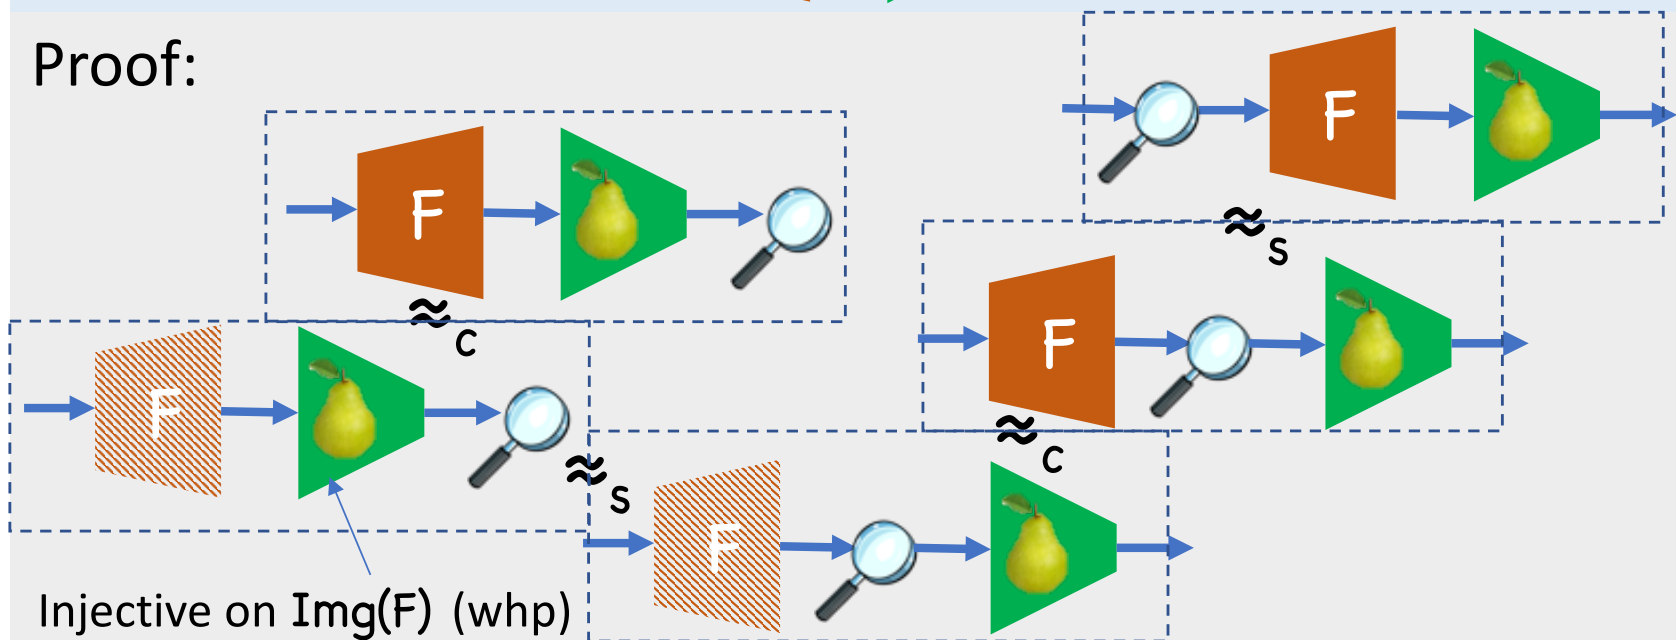 Proof:
F
F
≈s
F
≈c
F
≈c
F
≈s
Injective on Img(F) (whp)